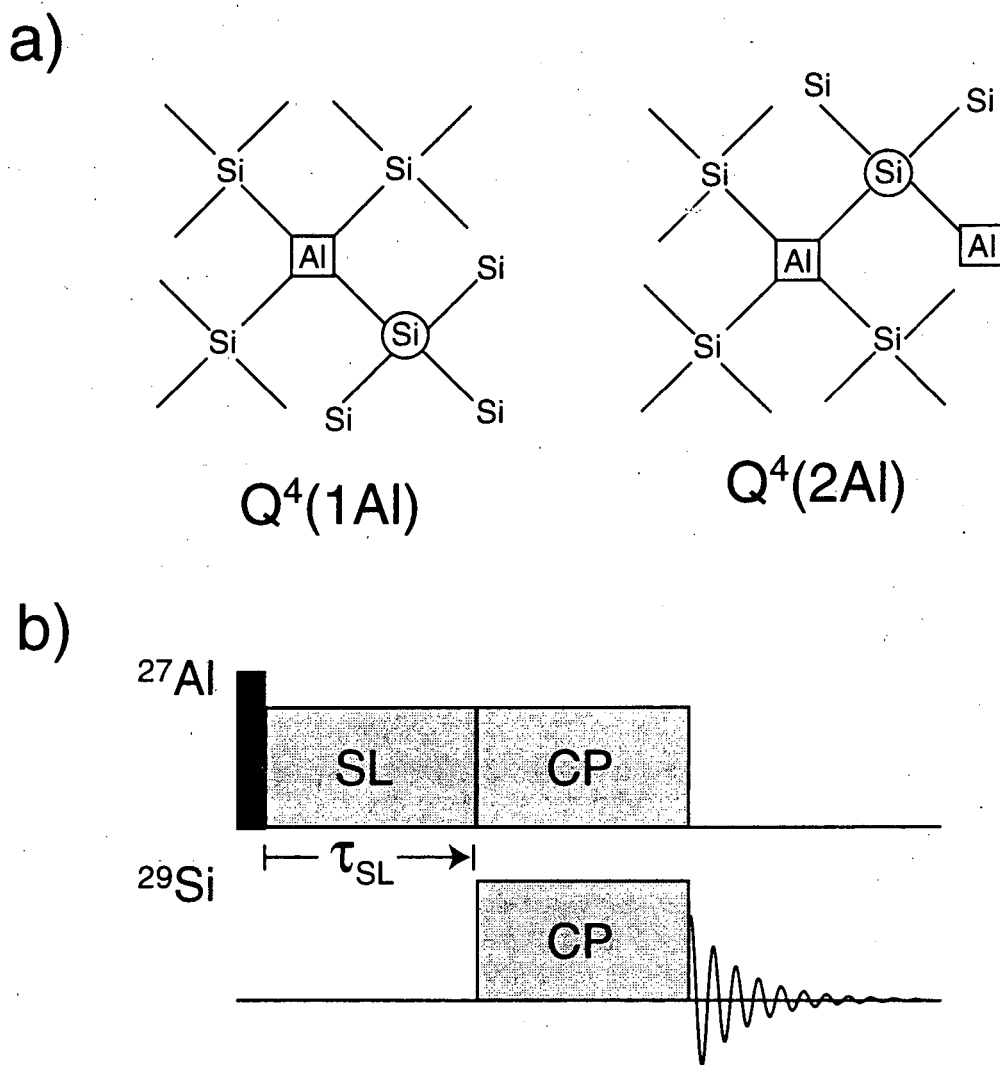 a)
Si Si
Si Si Si Si
Al Si Al Al
Si Si Si Si
Si Si
Q⁴(1Al) Q⁴(2Al)
b)
²⁷Al
SL CP
τSL
²⁹Si
CP